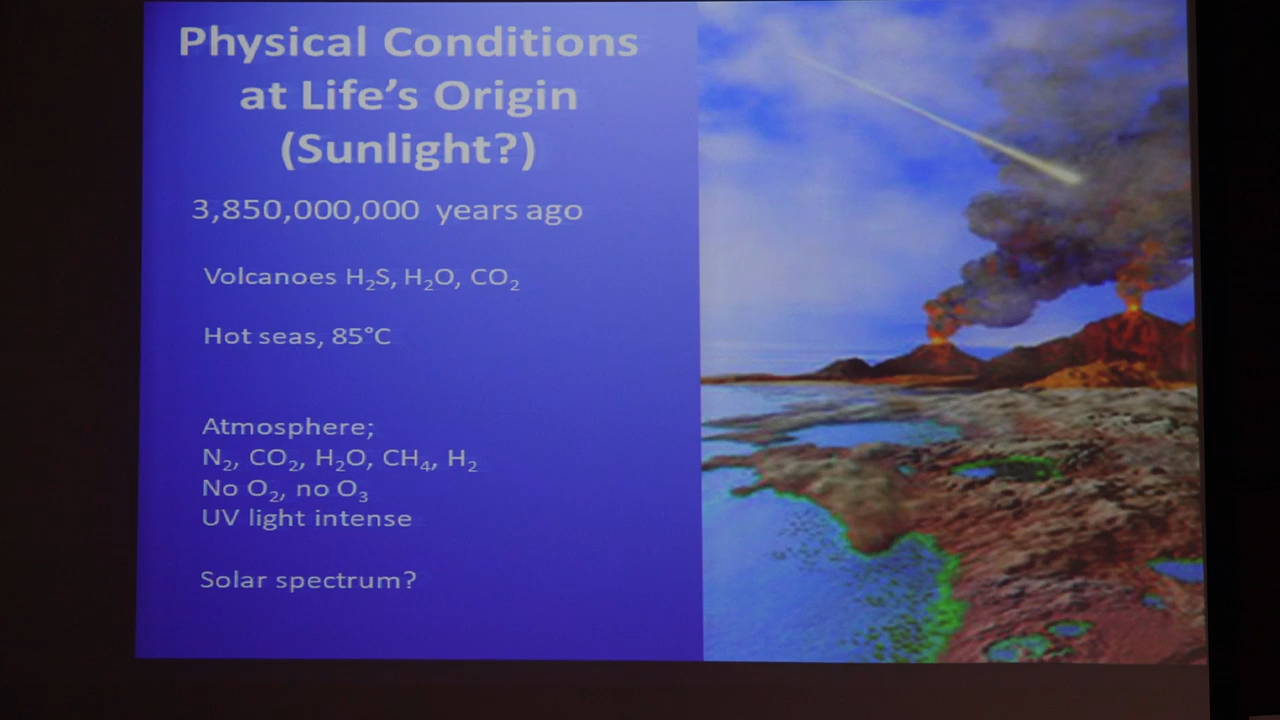 Physical Conditions
at Life's Origin
(Sunlight?)
3,850,000,000 years ago
Volcanoes H₂S, H₂O, CO₂
Hot seas, 85°C
Atmosphere;
N₂, CO₂, H₂O, CH₄, H₂
No O₂, no O₃
UV light intense
Solar spectrum?